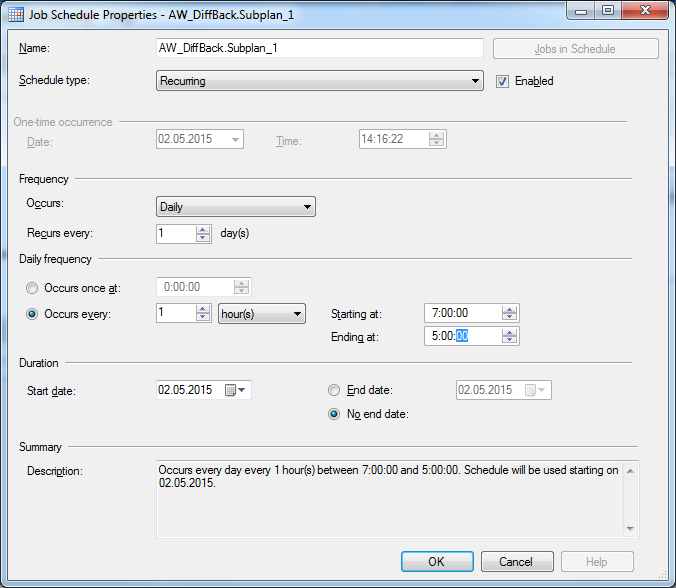 Job Schedule Properties - AW_DiffBack.Subplan_1
Name: AW_DiffBack.Subplan_1 Jobs in Schedule
Schedule type: Recurring Enabled
One-time occurrence
Date: 02.05.2015 Time: 14:16:22
Frequency
Occurs: Daily
Recurs every: 1 day(s)
Daily frequency
Occurs once at: 0:00:00
Occurs every: 1 hour(s) Starting at: 7:00:00
Ending at: 5:00:00
Duration
Start date: 02.05.2015 End date: 02.05.2015
No end date:
Summary
Description: Occurs every day every 1 hour(s) between 7:00:00 and 5:00:00. Schedule will be used starting on
02.05.2015.
OK Cancel Help